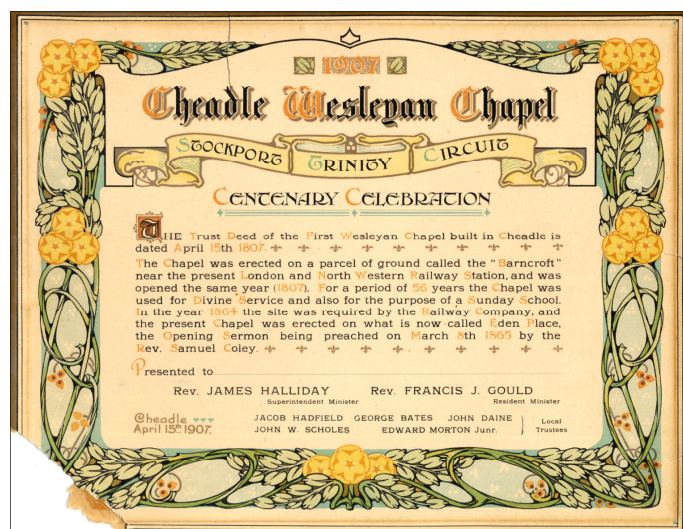 1907
Cheadle Wesleyan Chapel
STOCKPORT TRINITY CIRCUIT
CENTENARY CELEBRATION
THE Trust Deed of the First Wesleyan Chapel built in Cheadle is
dated April 15th 1807.
The Chapel was erected on a parcel of ground called the "Barncroft"
near the present London and North Western Railway Station, and was
opened the same year (1807). For a period of 56 years the Chapel was
used for Divine Service and also for the purpose of a Sunday School.
In the year 1864 the site was required by the Railway Company, and
the present Chapel was erected on what is now called Eden Place,
the Opening Sermon being preached on March 8th 1865 by the
Rev. Samuel Coley.
Presented to
Rev. JAMES HALLIDAY Rev. FRANCIS J. GOULD
Superintendent Minister Resident Minister
Cheadle JACOB HADFIELD GEORGE BATES JOHN DAINE Local
April 15th 1907. JOHN W. SCHOLES EDWARD MORTON Junr. Trustees